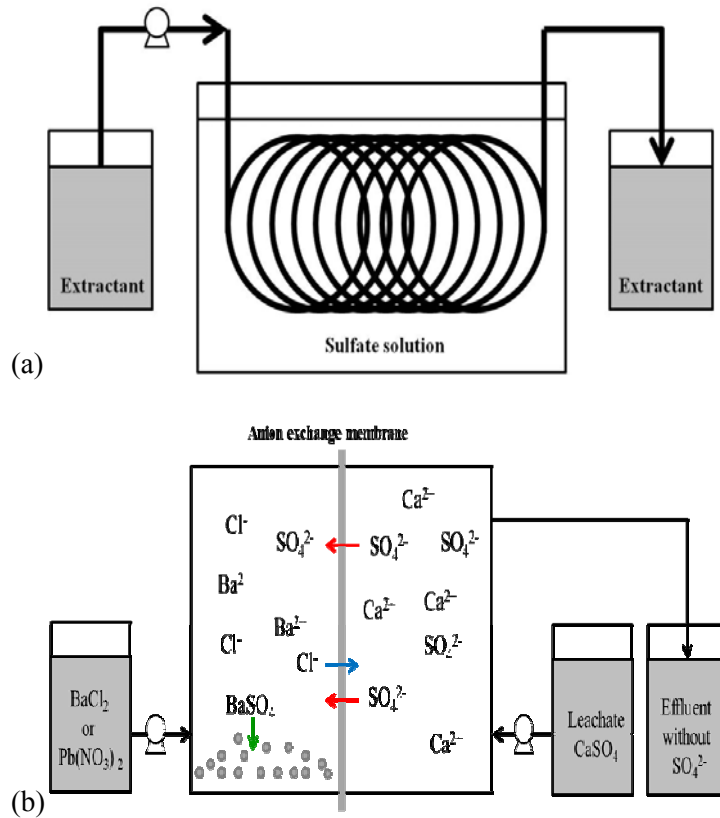 Extractant
Extractant
Sulfate solution
(a)
Anion exchange membrane
Ca²⁻
Cl⁻
SO₄²⁻ SO₄²⁻ SO₄²⁻
Ba²
Ca²⁻ Ca²⁻
Ba²⁻
Cl⁻
SO₄²⁻
Cl⁻
BaCl₂
or
Pb(NO₃)₂
BaSO₄
SO₄²⁻
Leachate
CaSO₄
Effluent
without
SO₄²⁻
Ca²⁻
(b)